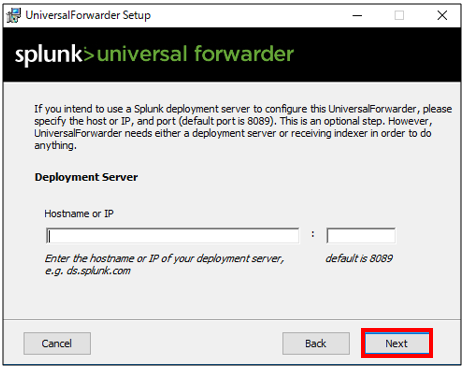 UniversalForwarder Setup
splunk>universal forwarder
If you intend to use a Splunk deployment server to configure this UniversalForwarder, please
specify the host or IP, and port (default port is 8089). This is an optional step. However,
UniversalForwarder needs either a deployment server or receiving indexer in order to do
anything.
Deployment Server
Hostname or IP
:
Enter the hostname or IP of your deployment server,
e.g. ds.splunk.com
default is 8089
Cancel
Back
Next